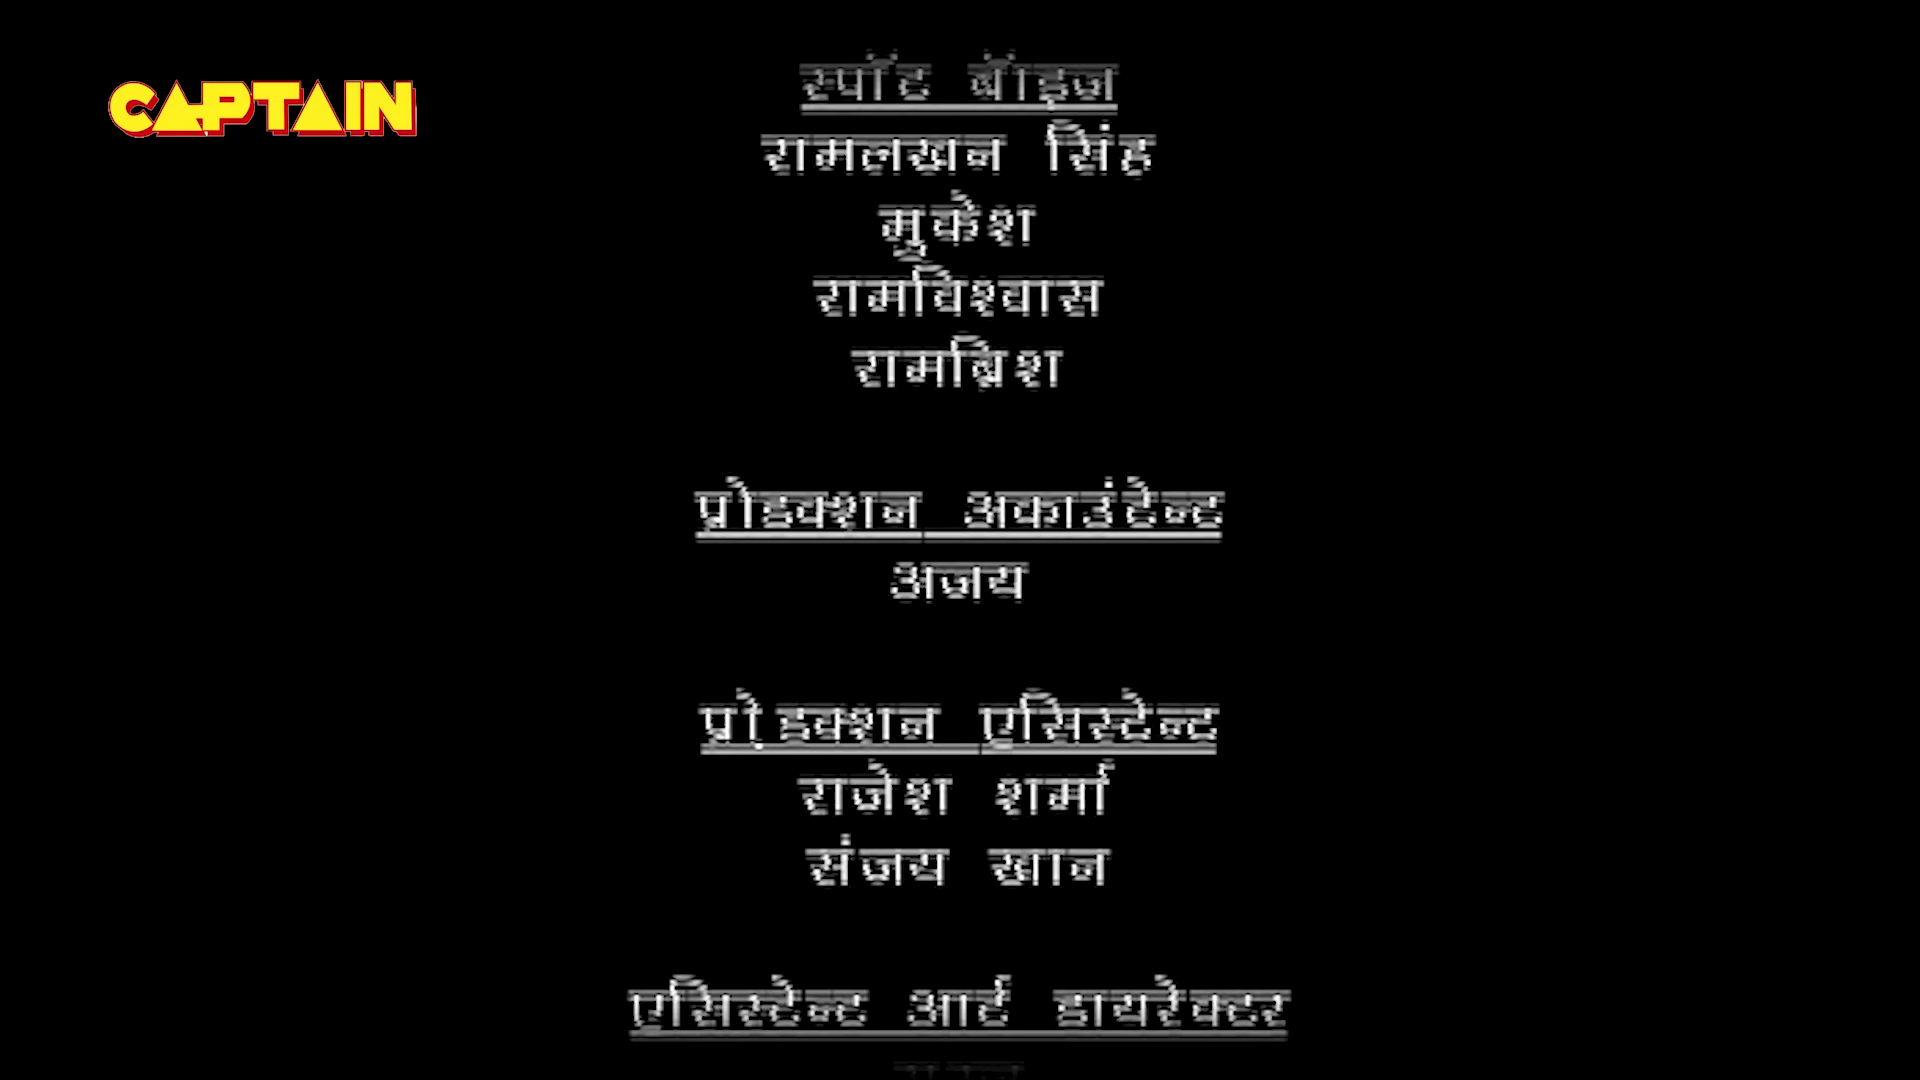 CAPTAIN
स्पॉट बॉइज
रामलखन सिंह
मुकेश
रामविश्वास
रामब्रिश
प्रोडक्शन अकाउंटेन्ट
अजय
प्रोडक्शन एसिस्टेन्ट
राजेश शर्मा
संजय खान
एसिस्टेन्ट आर्ट डायरेक्टर